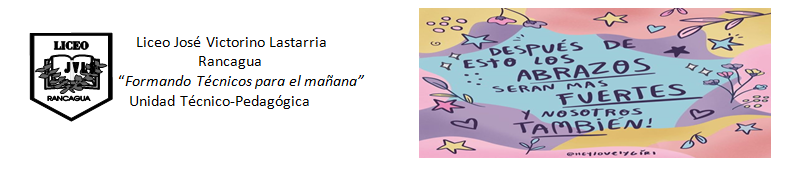 LICEO
JVL
RANCAGUA
Liceo José Victorino Lastarria
Rancagua
“Formando Técnicos para el mañana”
Unidad Técnico-Pedagógica
DESPUÉS DE
ESTO LOS
ABRAZOS
SERAN MAS
FUERTES
Y NOSOTROS
TAMBIEN!
@HEYLOVELYGIRL